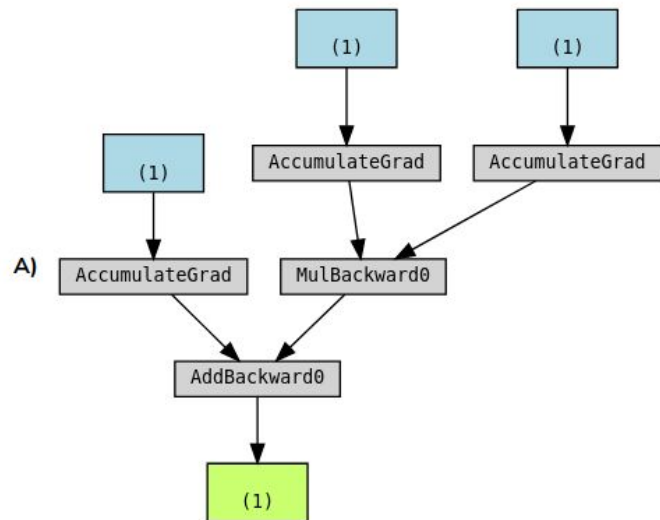 (1)
(1)
AccumulateGrad
AccumulateGrad
(1)
A)
AccumulateGrad
MulBackward0
AddBackward0
(1)